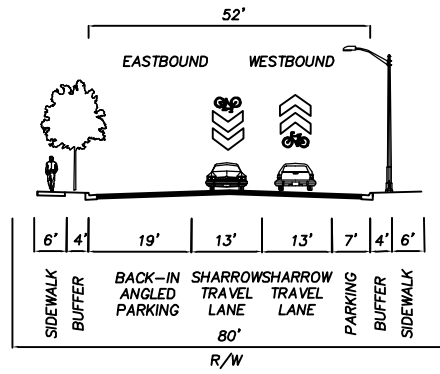 52'
EASTBOUND WESTBOUND
6' 4' 19' 13' 13' 7' 4' 6'
SIDEWALK
BUFFER
BACK-IN
ANGLED
PARKING
SHARROW
TRAVEL
LANE
SHARROW
TRAVEL
LANE
PARKING
BUFFER
SIDEWALK
80'
R/W